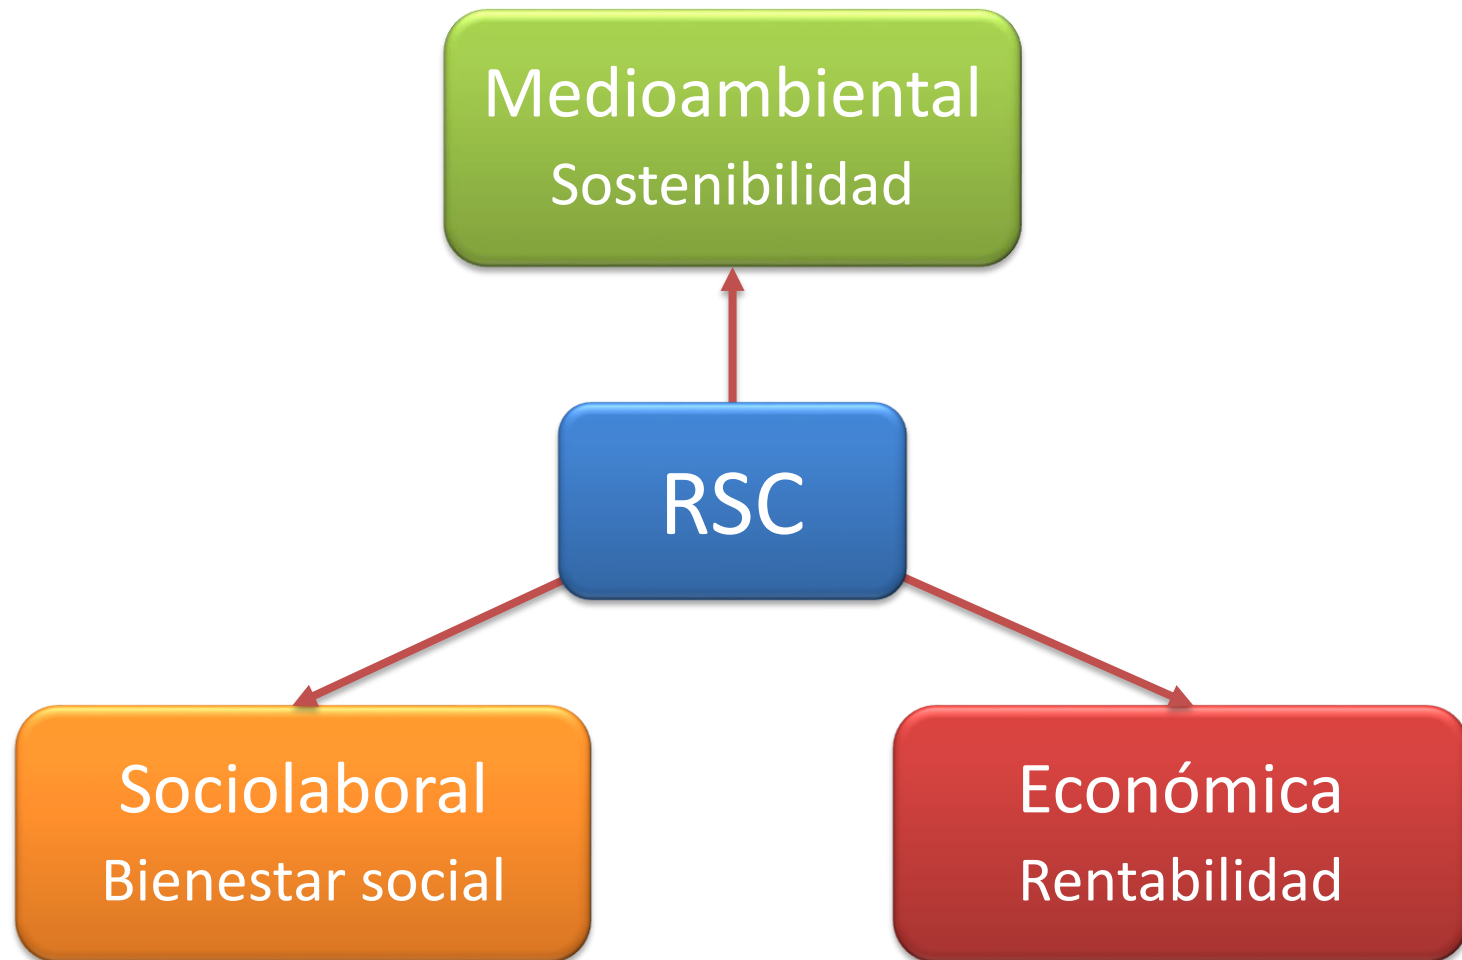 Medioambiental
Sostenibilidad
RSC
Sociolaboral
Bienestar social
Económica
Rentabilidad